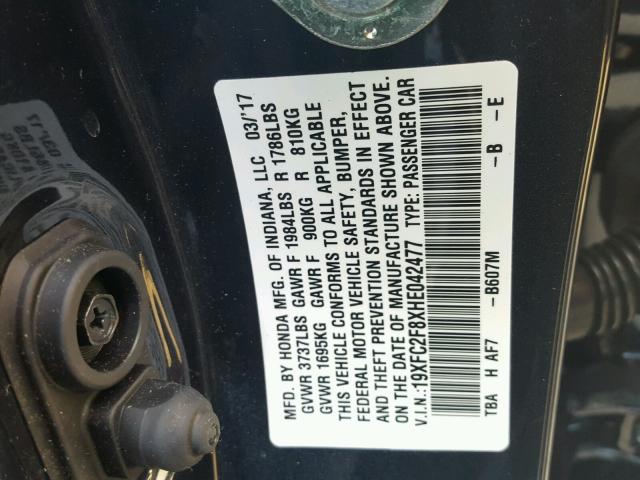 MFD. BY HONDA MFG. OF INDIANA, LLC 03/'17
GVWR 3737LBS GAWR F 1984LBS R 1786LBS
GVWR 1695KG GAWR F 900KG R 810KG
THIS VEHICLE CONFORMS TO ALL APPLICABLE
FEDERAL MOTOR VEHICLE SAFETY, BUMPER,
AND THEFT PREVENTION STANDARDS IN EFFECT
ON THE DATE OF MANUFACTURE SHOWN ABOVE.
V.I.N.:19XFC2F8XHE042477 TYPE: PASSENGER CAR
TBA H AF7 -B607M -B -E